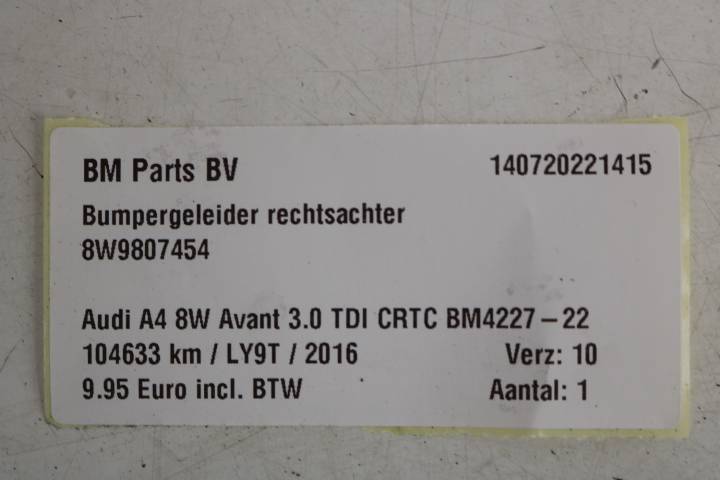 BM Parts BV 140720221415
Bumpergeleider rechtsachter
8W9807454
Audi A4 8W Avant 3.0 TDI CRTC BM4227-22
104633 km / LY9T / 2016 Verz: 10
9.95 Euro incl. BTW Aantal: 1